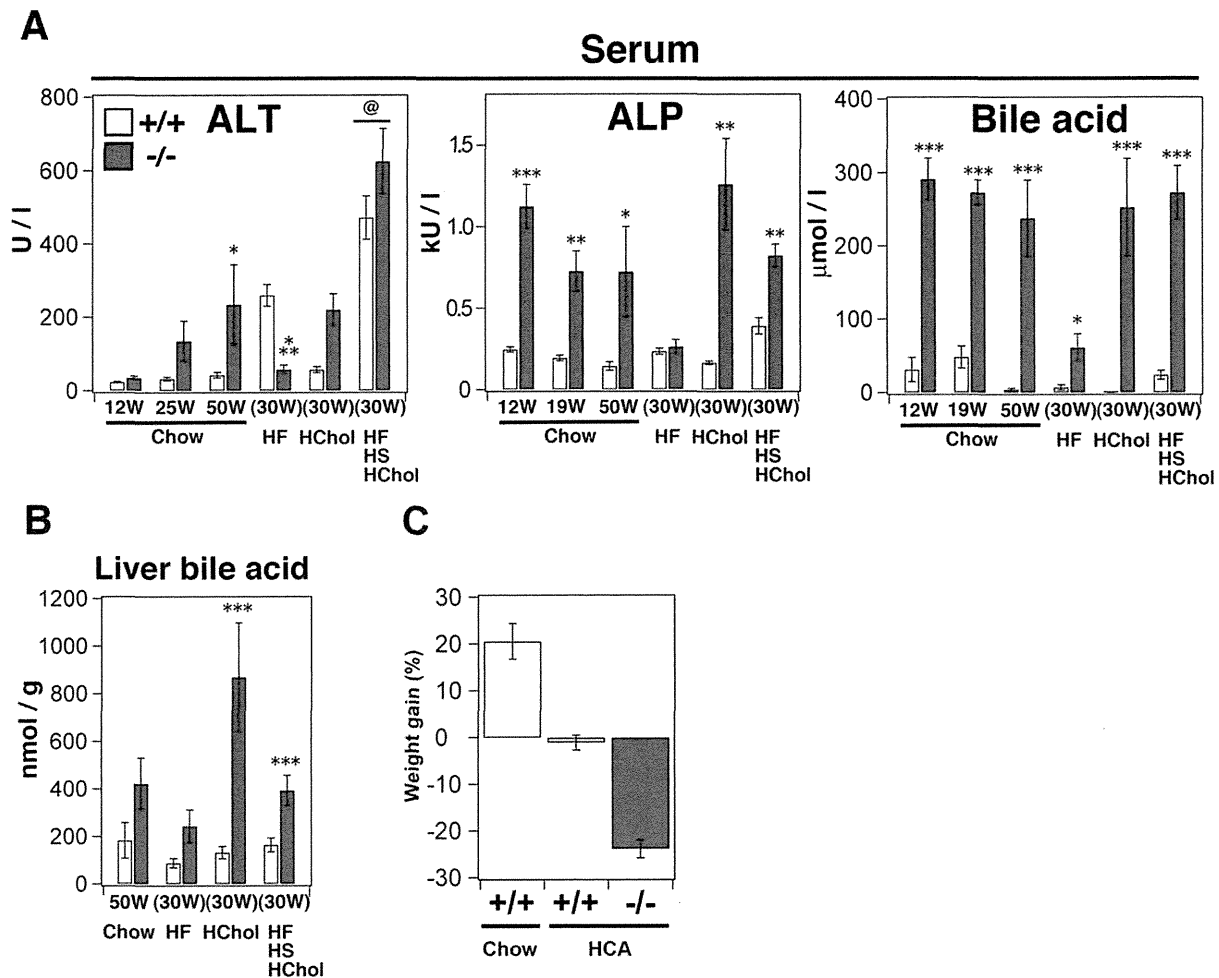 A
Serum
ALT
+/+
-/-
@
*
*
**
U / l
800
600
400
200
0
12W 25W 50W (30W) (30W) (30W)
Chow HF HChol HF
HS
HChol
ALP
***
**
*
**
**
kU / l
1.5
1.0
0.5
0
12W 19W 50W (30W) (30W) (30W)
Chow HF HChol HF
HS
HChol
Bile acid
***
***
***
*
***
***
μmol / l
400
300
200
100
0
12W 19W 50W (30W) (30W) (30W)
Chow HF HChol HF
HS
HChol
B
Liver bile acid
***
***
nmol / g
1200
1000
800
600
400
200
0
50W (30W) (30W) (30W)
Chow HF HChol HF
HS
HChol
C
Weight gain (%)
30
20
10
0
-10
-20
-30
+/+ +/+ -/-
Chow HCA